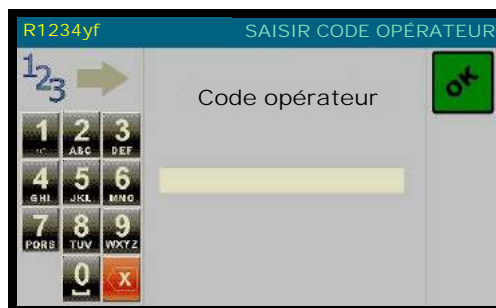 R1234yf SAISIR CODE OPÉRATEUR
123
Code opérateur
OK
1 2 3
ABC DEF
4 5 6
GHI JKL MNO
7 8 9
PQRS TUV WXYZ
0 X